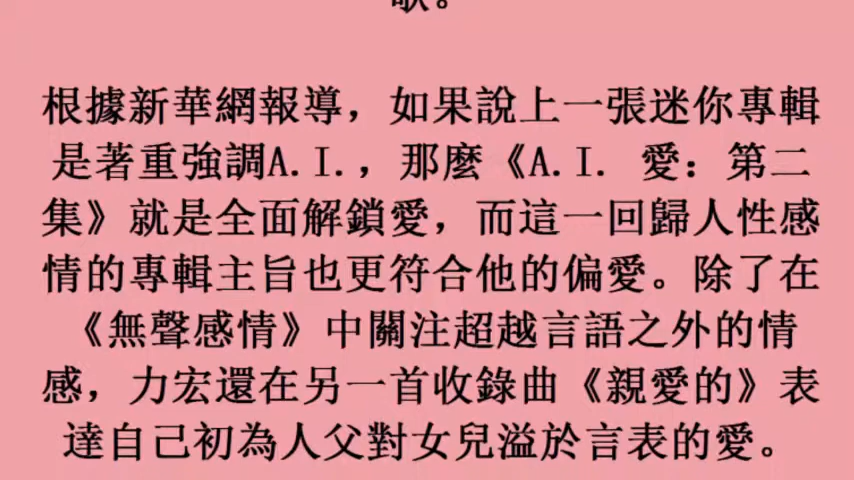 歌。
根據新華網報導，如果說上一張迷你專輯
是著重強調A.I.，那麼《A.I. 愛：第二
集》就是全面解鎖愛，而這一回歸人性感
情的專輯主旨也更符合他的偏愛。除了在
《無聲感情》中關注超越言語之外的情
感，力宏還在另一首收錄曲《親愛的》表
達自己初為人父對女兒溢於言表的愛。